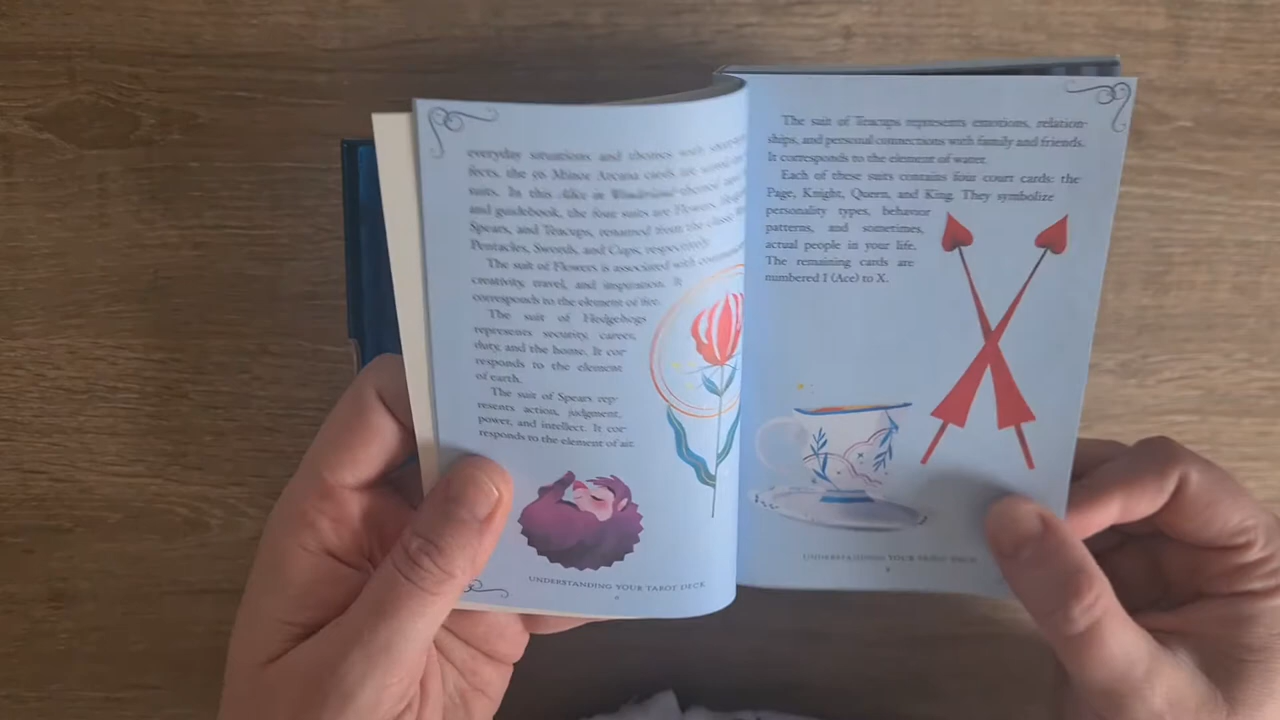 everyday situations and themes with
fects, the 56 Minor Arcana cards are
suits. In this Alice in Wonderland-themed
and guidebook, the four suits are Flowers,
Spears, and Teacups, renamed from the classic
Pentacles, Swords, and Cups, respectively.
The suit of Flowers is associated with
creativity, travel, and inspiration. It
corresponds to the element of fire.
The suit of Hedgehogs
represents security, career,
duty, and the home. It cor-
responds to the element
of earth.
The suit of Spears rep-
resents action, judgment,
power, and intellect. It cor-
responds to the element of air.
UNDERSTANDING YOUR TAROT DECK
The suit of Teacups represents emotions, relation-
ships, and personal connections with family and friends.
It corresponds to the element of water.
Each of these suits contains four court cards: the
Page, Knight, Queen, and King. They symbolize
personality types, behavior
patterns, and sometimes,
actual people in your life.
The remaining cards are
numbered I (Ace) to X.
UNDERSTANDING YOUR TAROT DECK